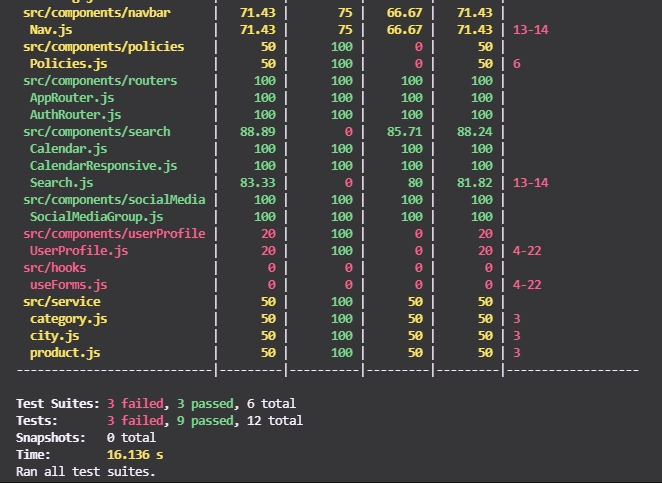 src/components/navbar | 71.43 | 75 | 66.67 | 71.43 |
Nav.js | 71.43 | 75 | 66.67 | 71.43 | 13-14
src/components/policies | 50 | 100 | 0 | 50 |
Policies.js | 50 | 100 | 0 | 50 | 6
src/components/routers | 100 | 100 | 100 | 100 |
AppRouter.js | 100 | 100 | 100 | 100 |
AuthRouter.js | 100 | 100 | 100 | 100 |
src/components/search | 88.89 | 0 | 85.71 | 88.24 |
Calendar.js | 100 | 100 | 100 | 100 |
CalendarResponsive.js | 100 | 100 | 100 | 100 |
Search.js | 83.33 | 0 | 80 | 81.82 | 13-14
src/components/socialMedia | 100 | 100 | 100 | 100 |
SocialMediaGroup.js | 100 | 100 | 100 | 100 |
src/components/userProfile | 20 | 100 | 0 | 20 |
UserProfile.js | 20 | 100 | 0 | 20 | 4-22
src/hooks | 0 | 0 | 0 | 0 |
useForms.js | 0 | 0 | 0 | 0 | 4-22
src/service | 50 | 100 | 50 | 50 |
category.js | 50 | 100 | 50 | 50 | 3
city.js | 50 | 100 | 50 | 50 | 3
product.js | 50 | 100 | 50 | 50 | 3
Test Suites: 3 failed, 3 passed, 6 total
Tests: 3 failed, 9 passed, 12 total
Snapshots: 0 total
Time: 16.136 s
Ran all test suites.